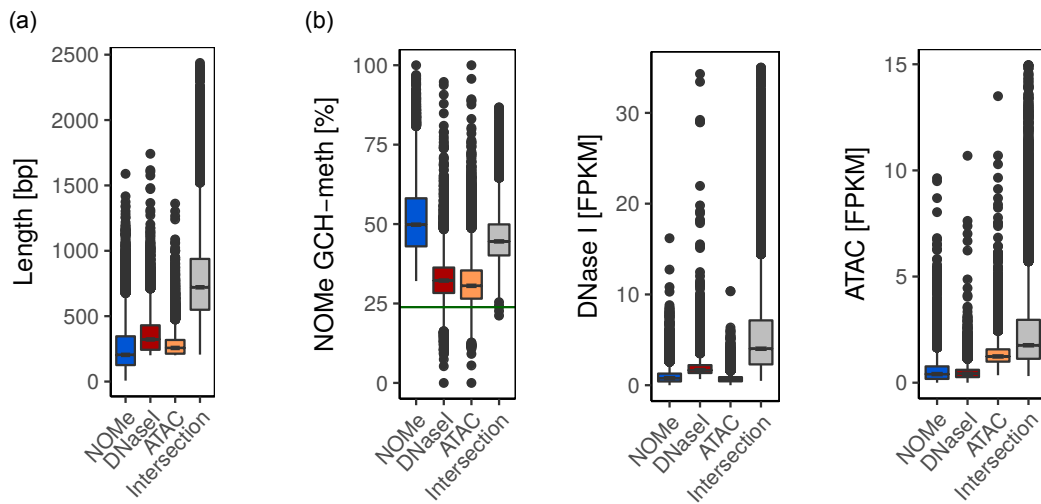 (a)
(b)
Length [bp]
2500
2000
1500
1000
500
0
NOMe
DNaseI
ATAC
Intersection
NOMe GCH−meth [%]
100
75
50
25
0
NOMe
DNaseI
ATAC
Intersection
DNase I [FPKM]
30
20
10
0
NOMe
DNaseI
ATAC
Intersection
ATAC [FPKM]
15
10
5
0
NOMe
DNaseI
ATAC
Intersection